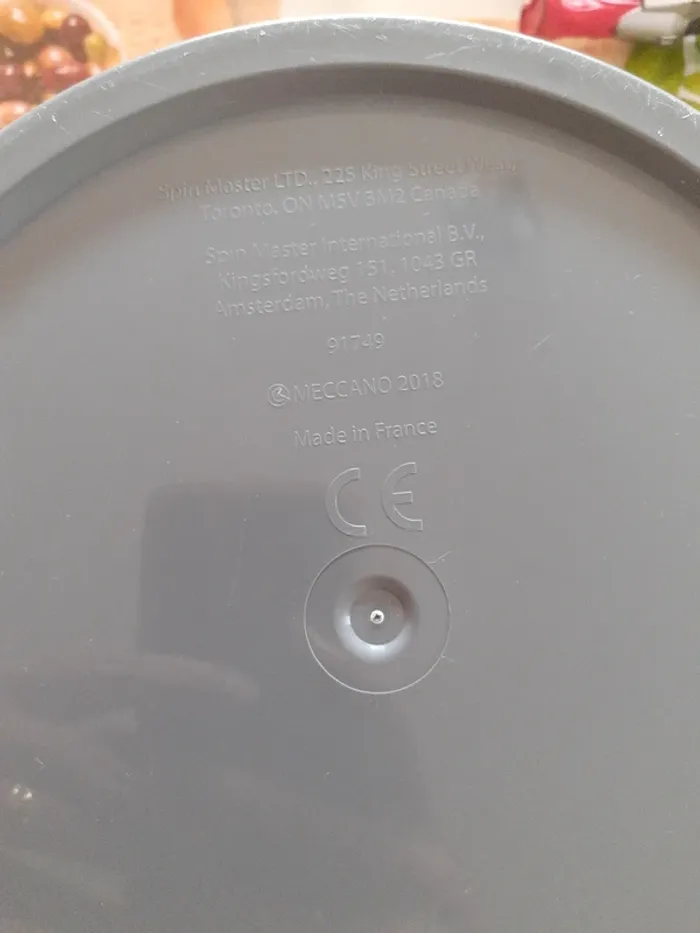 Spin Master LTD., 225 King Street West
Toronto, ON M5V 3M2 Canada
Spin Master International B.V.,
Kingsfordweg 151, 1043 GR
Amsterdam, The Netherlands
91749
MECCANO 2018
Made in France
CE